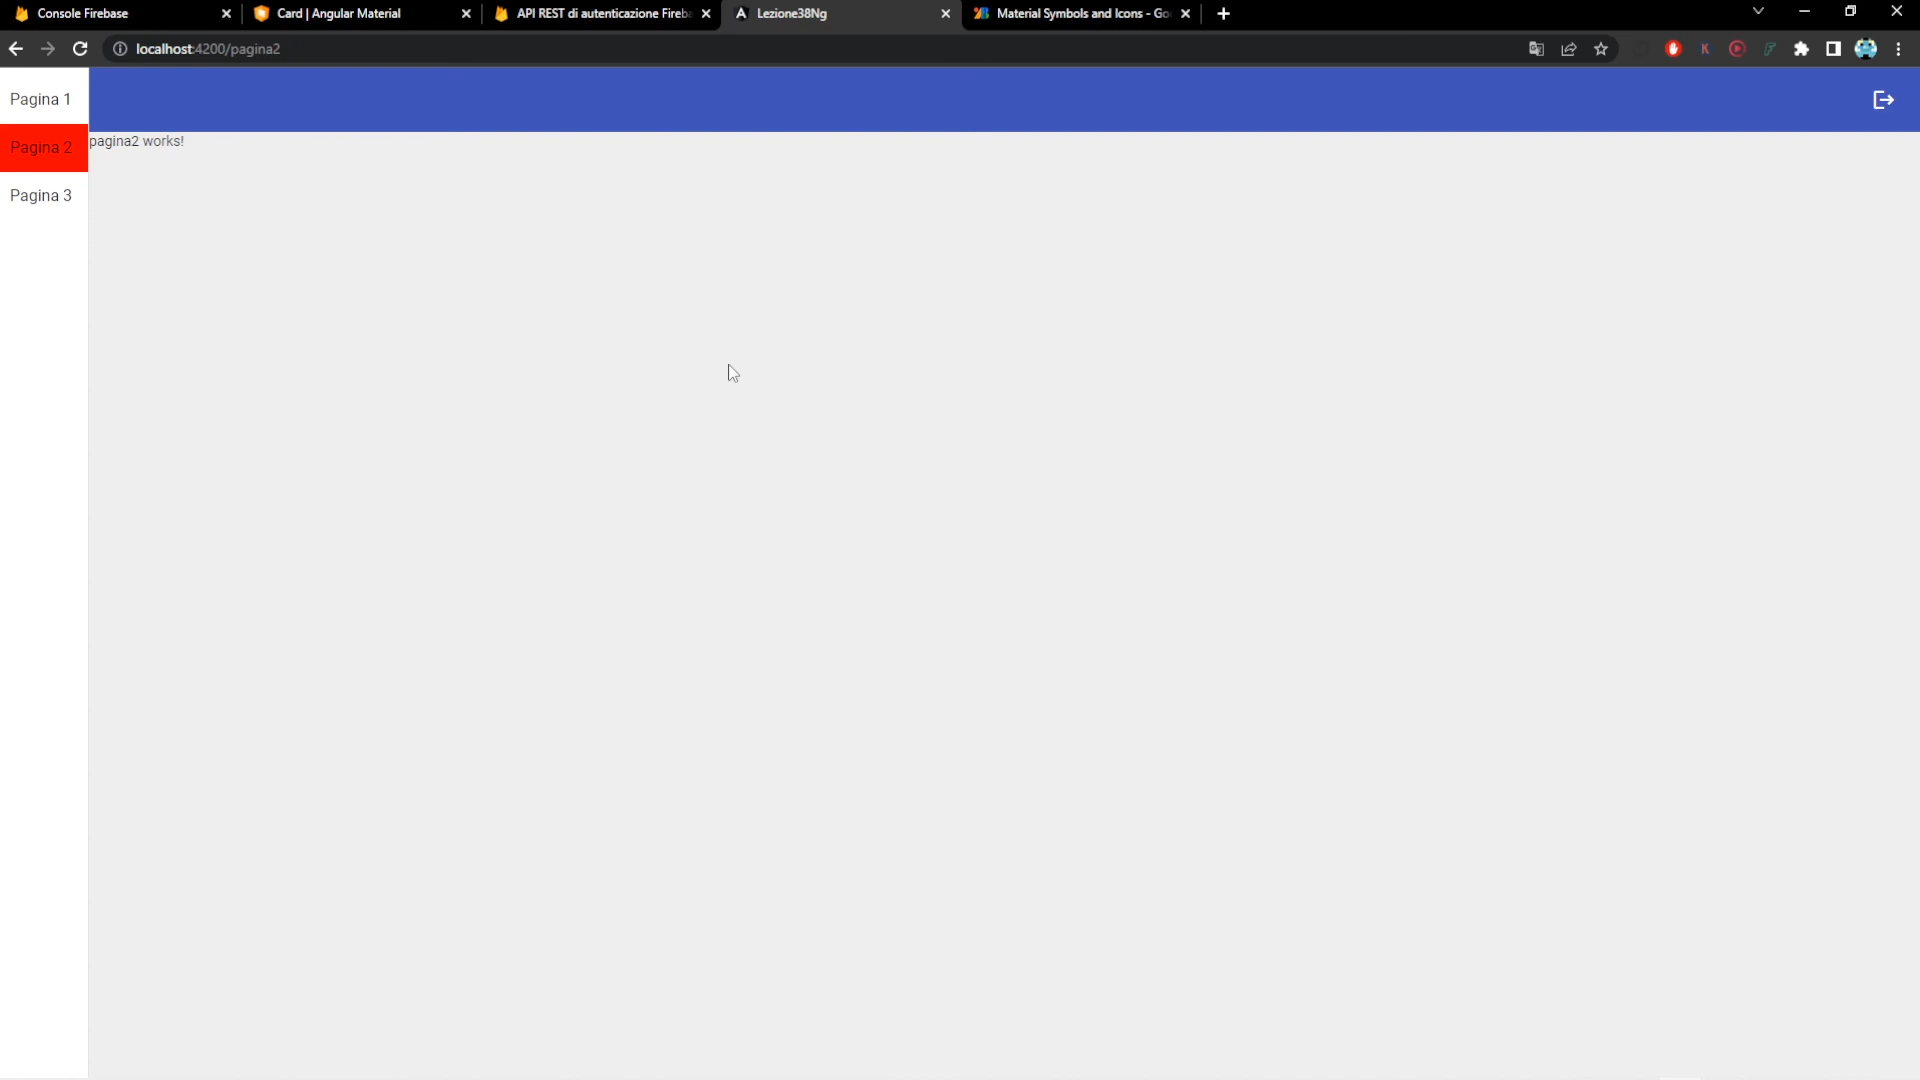 Console Firebase
Card | Angular Material
API REST di autenticazione Fireb
Lezione38Ng
Material Symbols and Icons - Go
localhost:4200/pagina2
K
Pagina 1
Pagina 2
pagina2 works!
Pagina 3